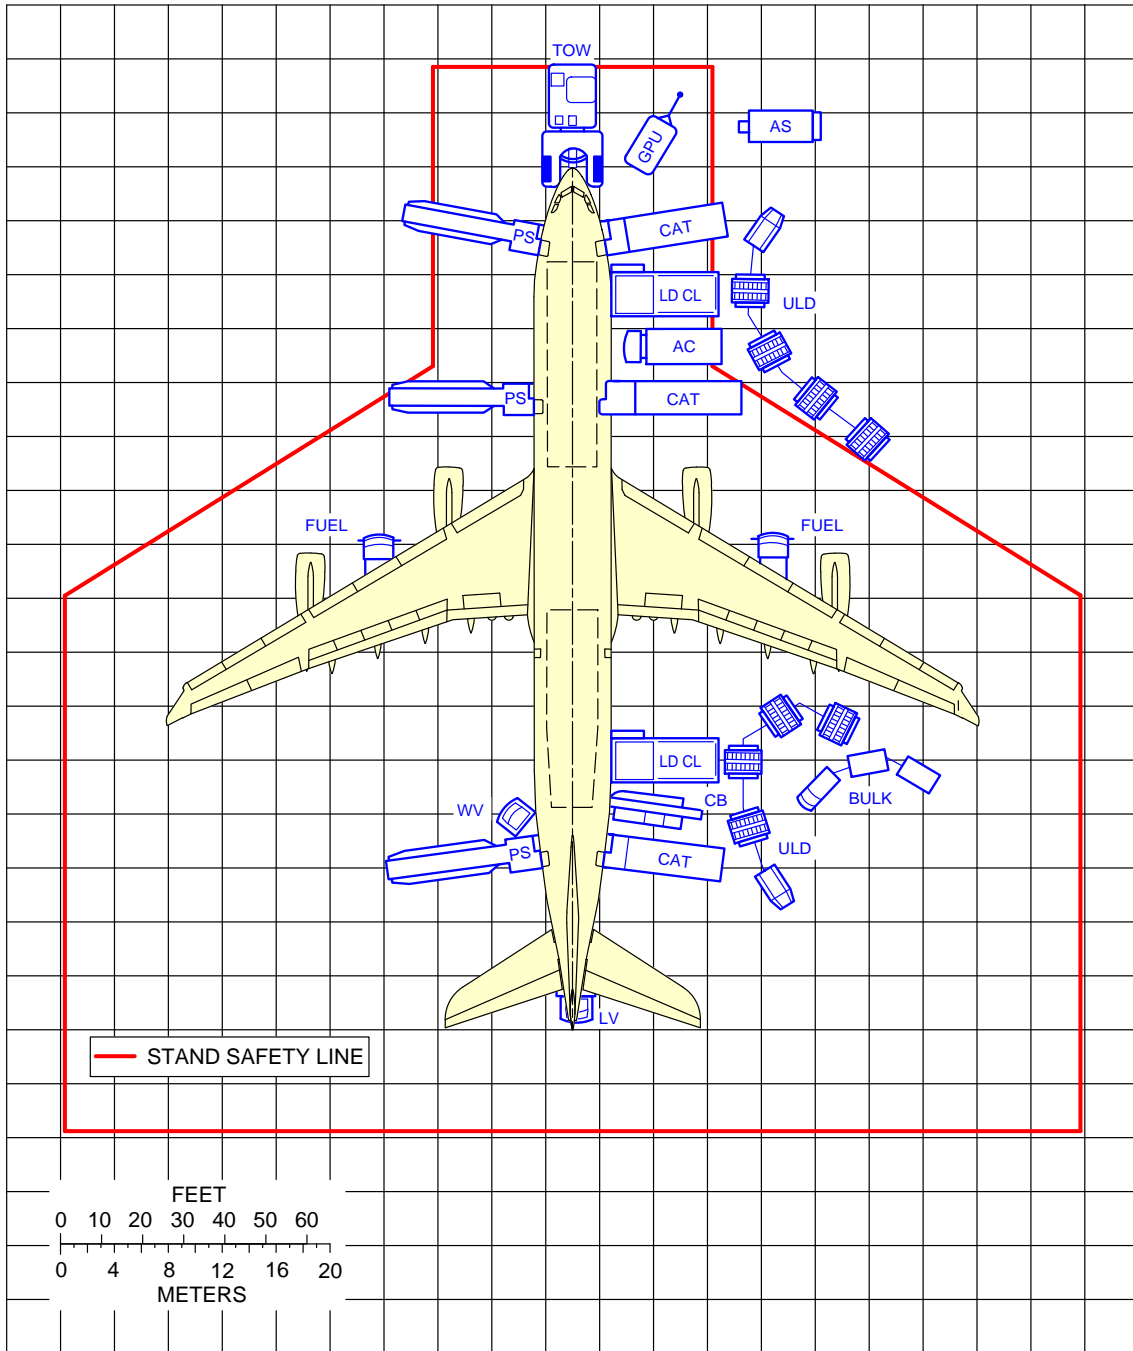 TOW
GPU
AS
PS
CAT
LD CL
ULD
AC
PS
CAT
FUEL
FUEL
LD CL
WV
CB
BULK
PS
CAT
ULD
LV
STAND SAFETY LINE
FEET
0 10 20 30 40 50 60
0 4 8 12 16 20
METERS